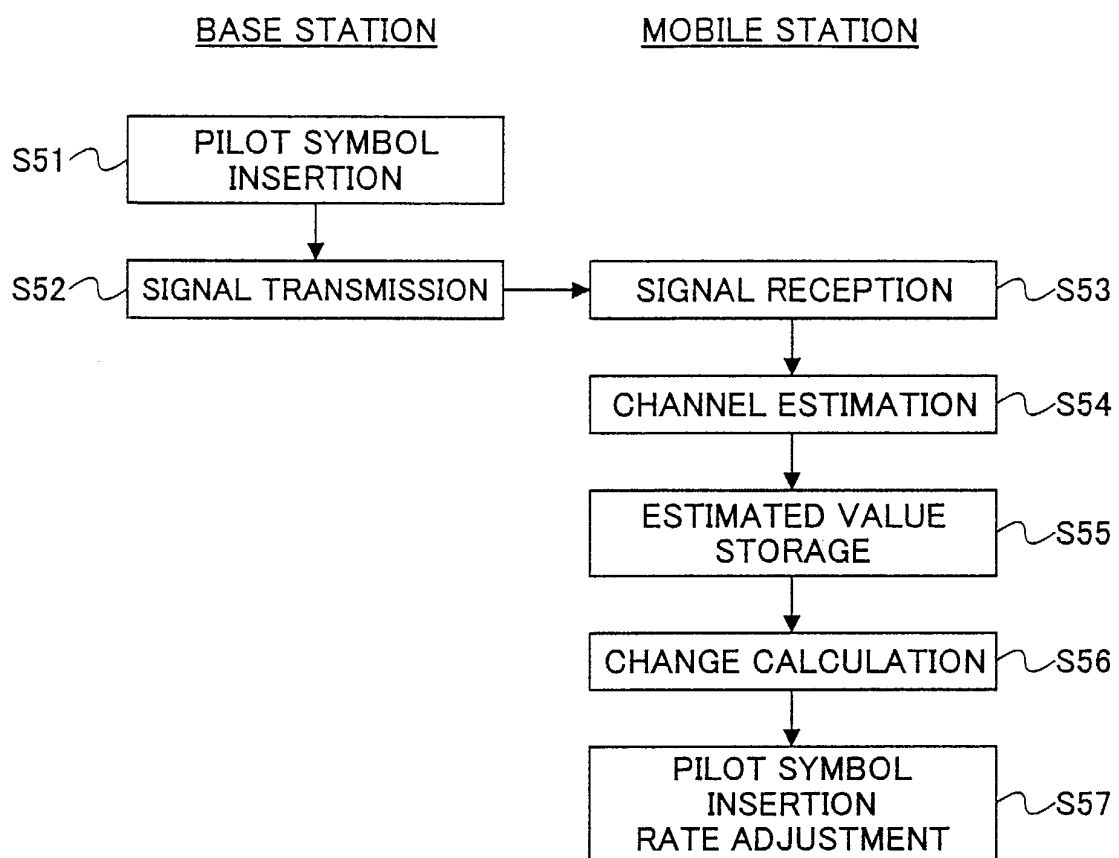 BASE STATION
MOBILE STATION
S51
PILOT SYMBOL
INSERTION
S52
SIGNAL TRANSMISSION
SIGNAL RECEPTION
S53
CHANNEL ESTIMATION
S54
ESTIMATED VALUE
STORAGE
S55
CHANGE CALCULATION
S56
PILOT SYMBOL
INSERTION
RATE ADJUSTMENT
S57